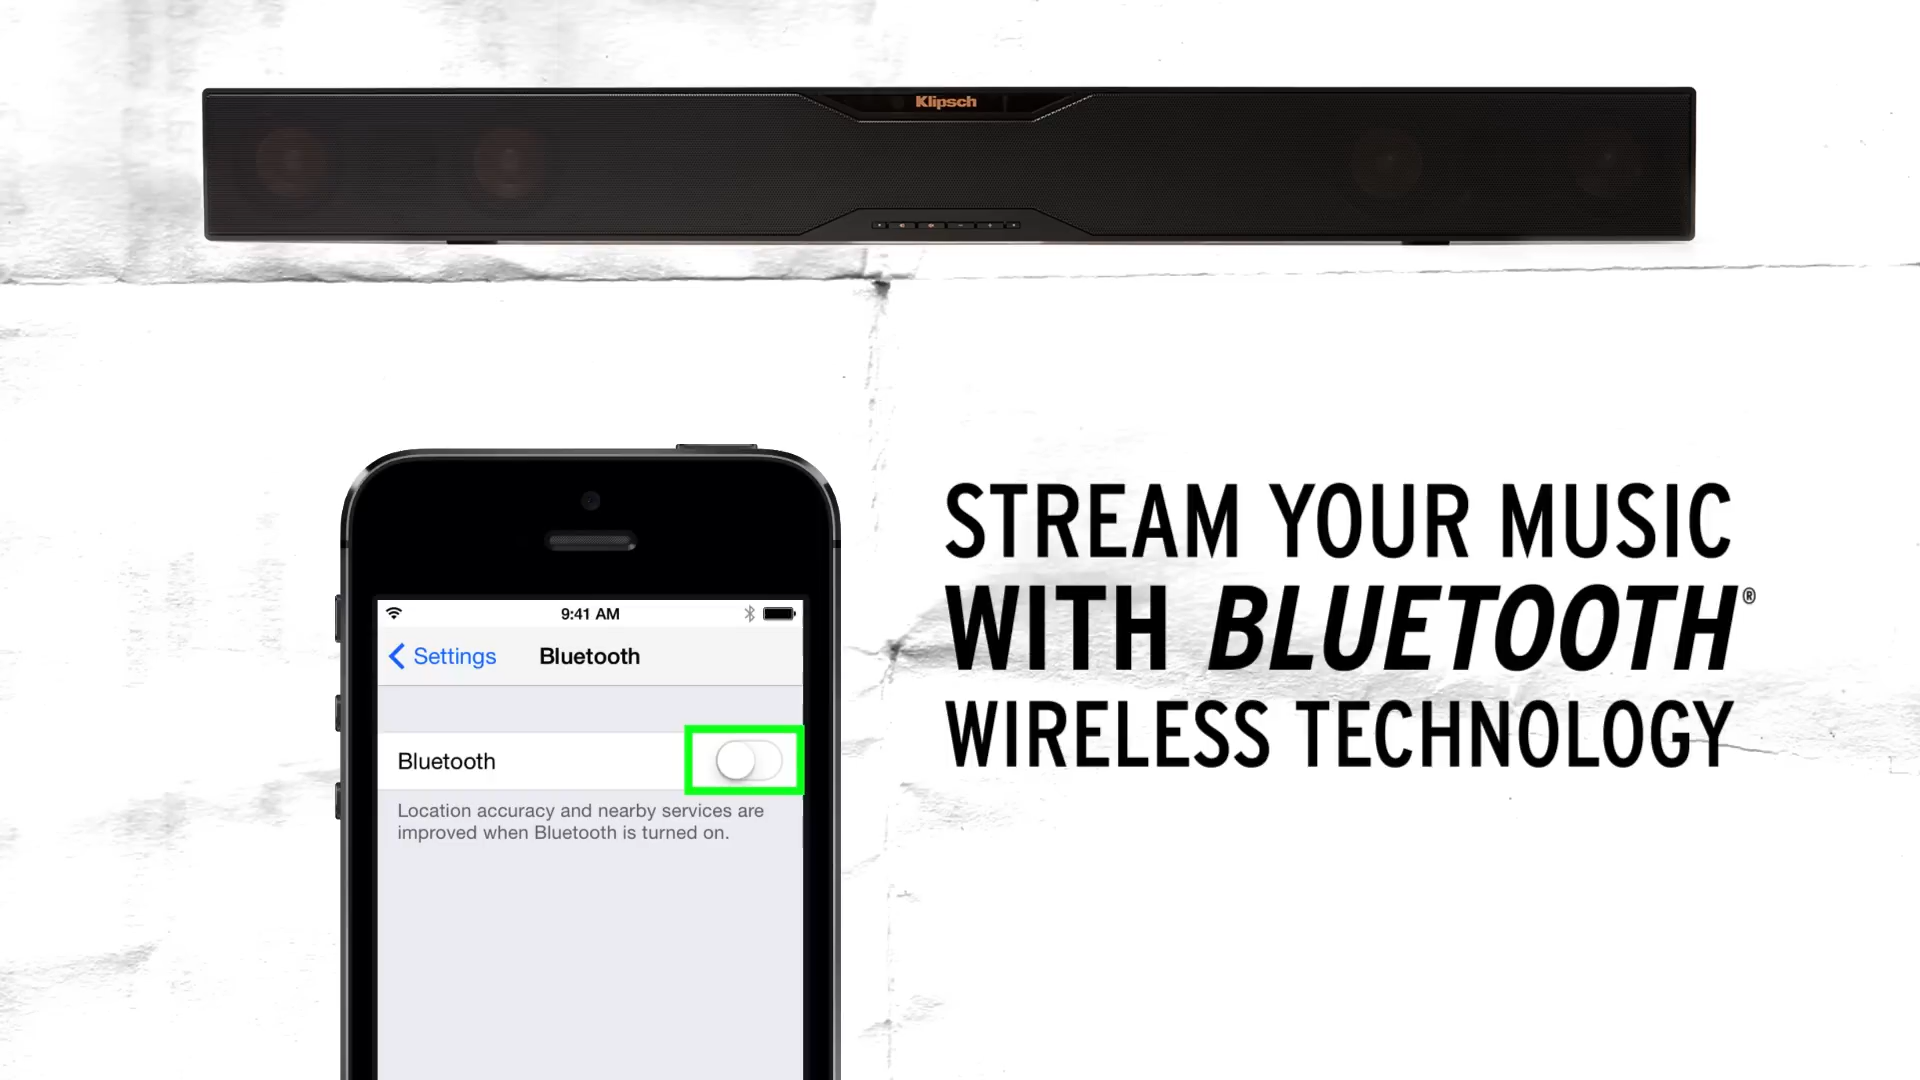 Klipsch
STREAM YOUR MUSIC
WITH BLUETOOTH®
WIRELESS TECHNOLOGY
9:41 AM
Settings Bluetooth
Bluetooth
Location accuracy and nearby services are
improved when Bluetooth is turned on.